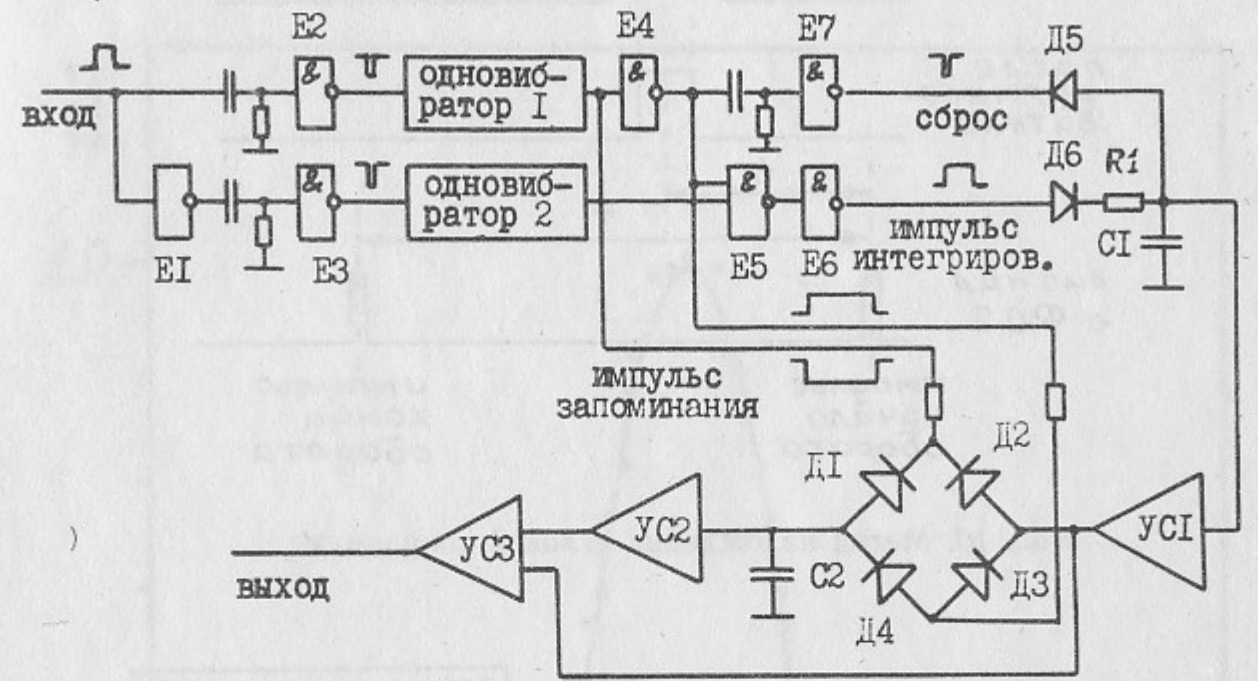 E2
E4
E7
Д5
&
одновиб-
ратор I
&
&
вход
сброс
Д6
R1
&
одновиб-
ратор 2
&
&
импульс
интегриров.
CI
EI
E3
E5
E6
импульс
запоминания
Д2
ДI
УС3
УС2
УСI
C2
Д3
выход
Д4